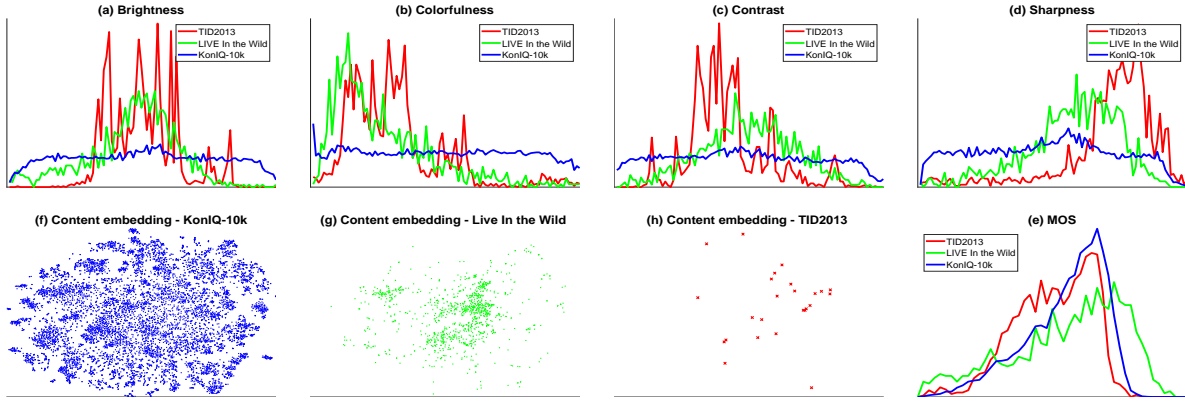 (a) Brightness
TID2013
LIVE In the Wild
KonIQ-10k
(b) Colorfulness
TID2013
LIVE In the Wild
KonIQ-10k
(c) Contrast
TID2013
LIVE In the Wild
KonIQ-10k
(d) Sharpness
TID2013
LIVE In the Wild
KonIQ-10k
(f) Content embedding - KonIQ-10k
(g) Content embedding - Live In the Wild
(h) Content embedding - TID2013
(e) MOS
TID2013
LIVE In the Wild
KonIQ-10k